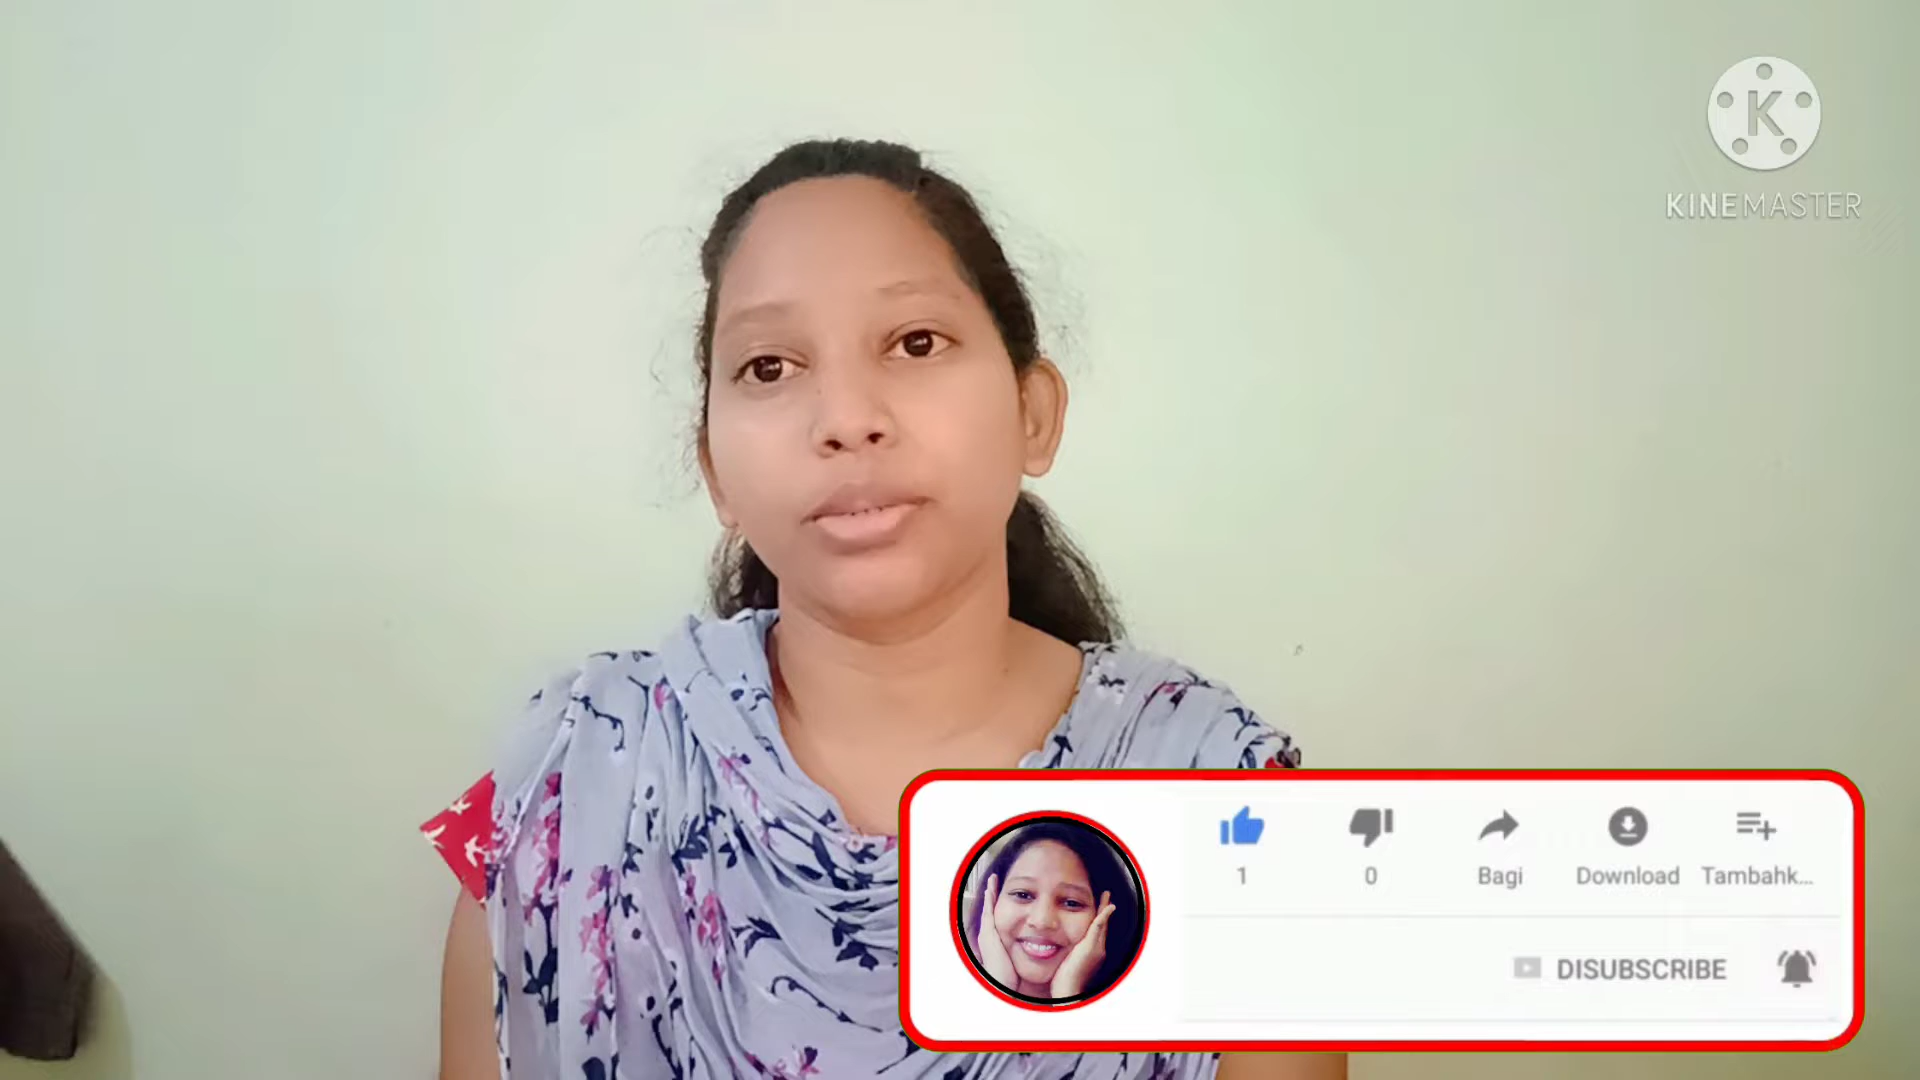 K
KINEMASTER
1
0
Bagi
Download
Tambahk...
DISUBSCRIBE